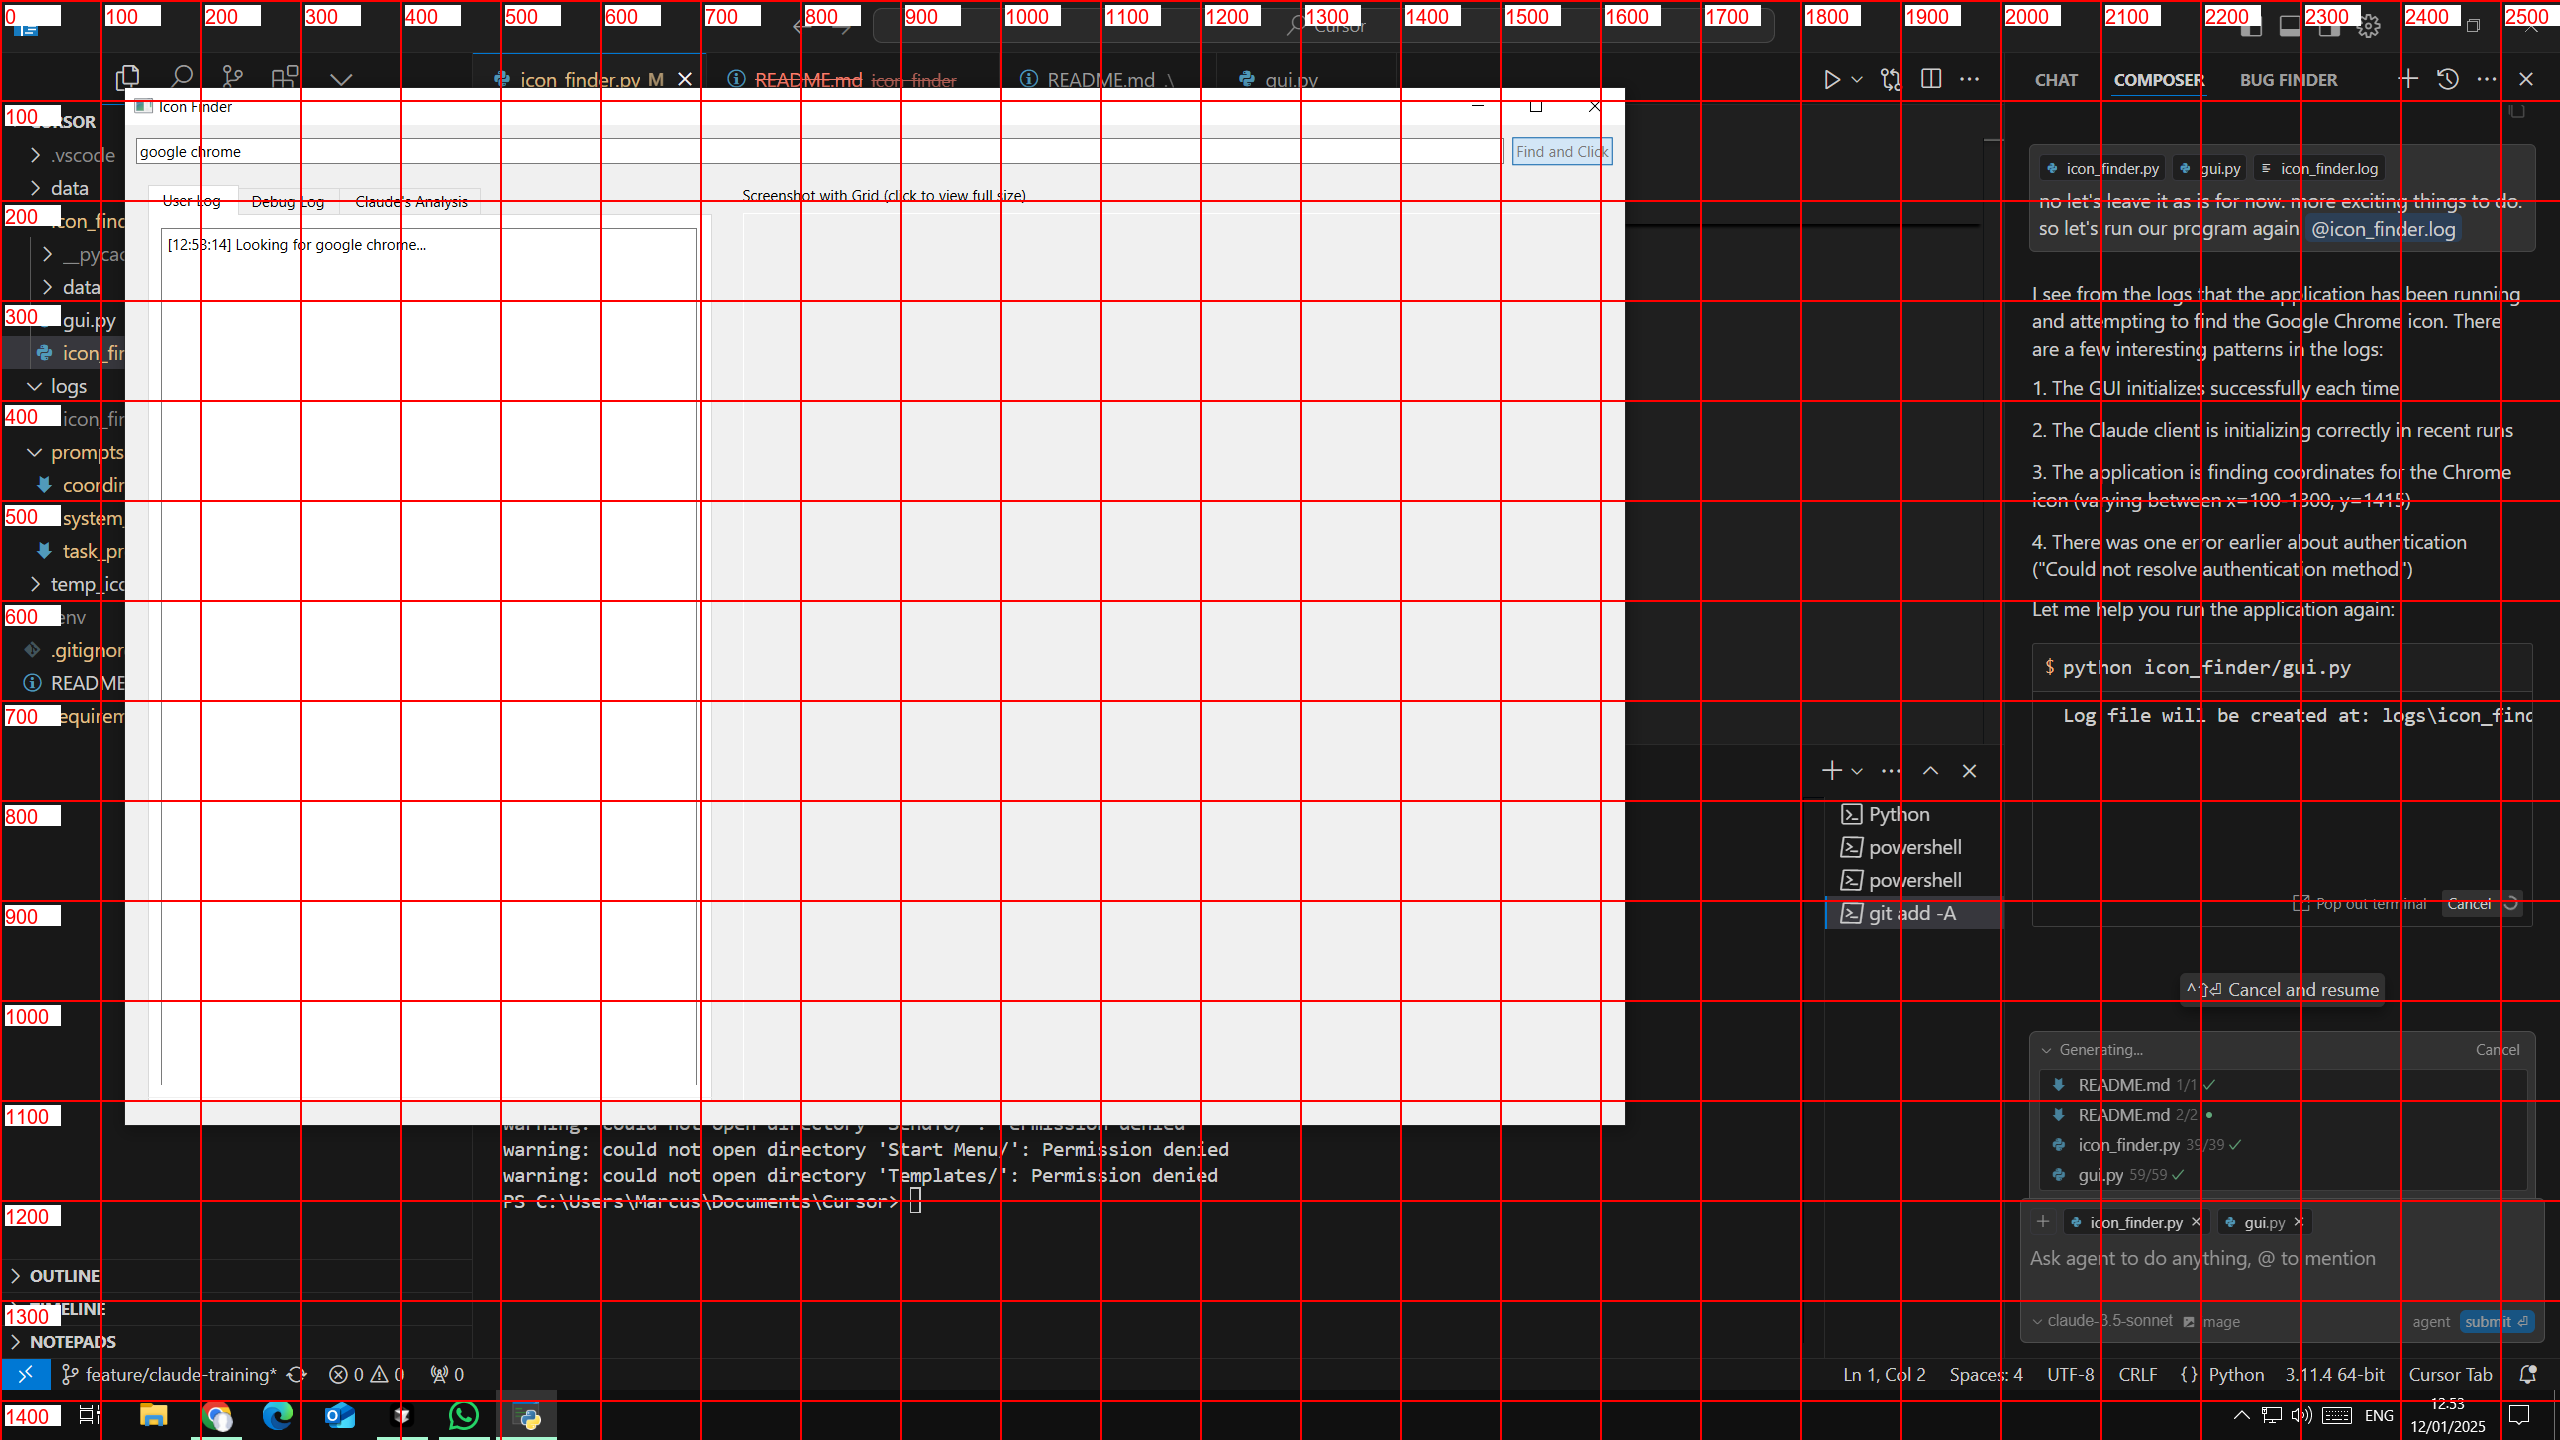 0 100 200 300 400 500 600 700 800 900 1000 1100 1200 1300 1400 1500 1600 1700 1800 1900 2000 2100 2200 2300 2400 2500
Cursor
icon_finder.py M
README.md icon_finder
README.md .\
gui.py
CHAT COMPOSER BUG FINDER
100
CURSOR
.vscode
data
200
icon_find
__pycac
data
300
gui.py
icon_fin
logs
400
icon_fin
prompts
coordin
500
system_
task_pr
temp_ico
600
.env
.gitignor
README
700
requirem
800
900
1000
1100
1200
OUTLINE
1300
TIMELINE
NOTEPADS
Icon Finder
google chrome
Find and Click
User Log
Debug Log
Claude's Analysis
Screenshot with Grid (click to view full size)
[12:53:14] Looking for google chrome...
warning: could not open directory 'SendTo/': Permission denied
warning: could not open directory 'Start Menu/': Permission denied
warning: could not open directory 'Templates/': Permission denied
PS C:\Users\Marcus\Documents\Cursor>
Python
powershell
powershell
git add -A
icon_finder.py gui.py icon_finder.log
no let's leave it as is for now. more exciting things to do.
so let's run our program again @icon_finder.log
I see from the logs that the application has been running
and attempting to find the Google Chrome icon. There
are a few interesting patterns in the logs:
1. The GUI initializes successfully each time
2. The Claude client is initializing correctly in recent runs
3. The application is finding coordinates for the Chrome
icon (varying between x=100-1300, y=1415)
4. There was one error earlier about authentication
("Could not resolve authentication method")
Let me help you run the application again:
$ python icon_finder/gui.py
Log file will be created at: logs\icon_find
Pop out terminal Cancel
^⇧⏎ Cancel and resume
Generating... Cancel
README.md 1/1
README.md 2/2
icon_finder.py 39/39
gui.py 59/59
icon_finder.py gui.py
Ask agent to do anything, @ to mention
claude-3.5-sonnet image agent submit ⏎
feature/claude-training* 0 0 0
Ln 1, Col 2 Spaces: 4 UTF-8 CRLF {} Python 3.11.4 64-bit Cursor Tab
1400
ENG
12:53
12/01/2025